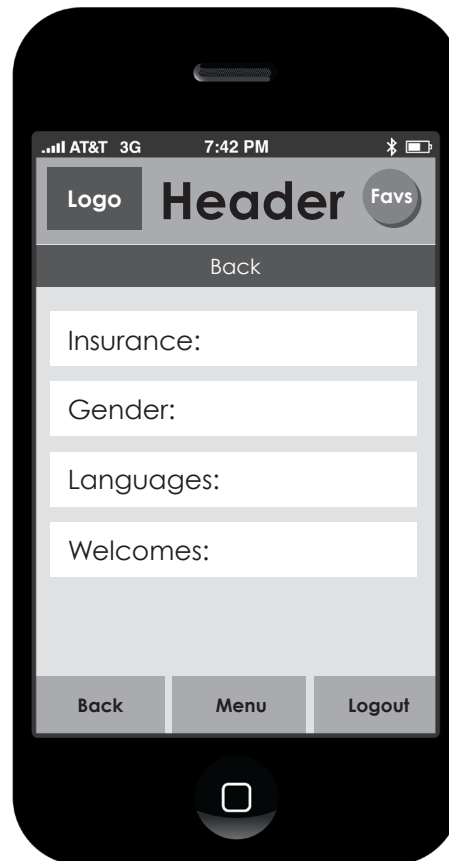 AT&T 3G 7:42 PM
Logo Header Favs
Back
Insurance:
Gender:
Languages:
Welcomes:
Back Menu Logout